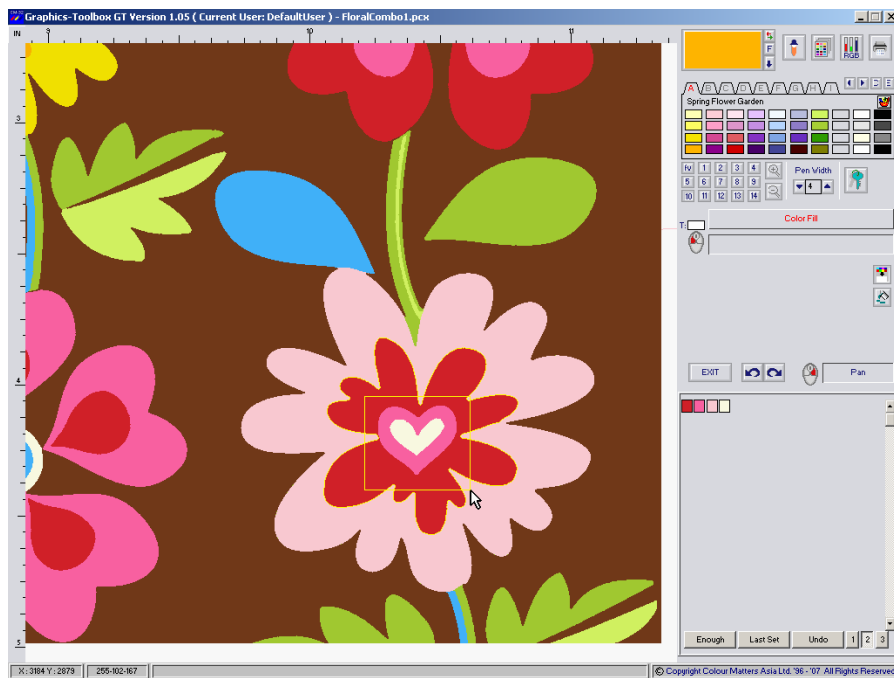 Graphics-Toolbox GT Version 1.05 ( Current User: DefaultUser ) - FloralCombo1.pcx
IN
9 10 11
3
4
5
F
RGB
A B C D E F G H I
Spring Flower Garden
fv 1 2 3 4
5 6 7 8 9
10 11 12 13 14
Pen Width
4
T:
Color Fill
EXIT
Pan
Enough Last Set Undo 1 2 3
X: 3184 Y: 2879 255-102-167 © Copyright Colour Matters Asia Ltd. '96 - '07 All Rights Reserved